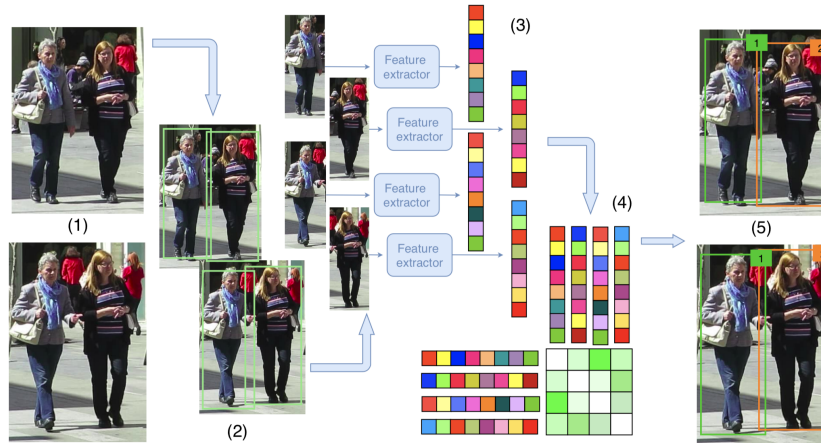 (1)
(2)
Feature
extractor
Feature
extractor
Feature
extractor
Feature
extractor
(3)
(4)
1
2
(5)
1